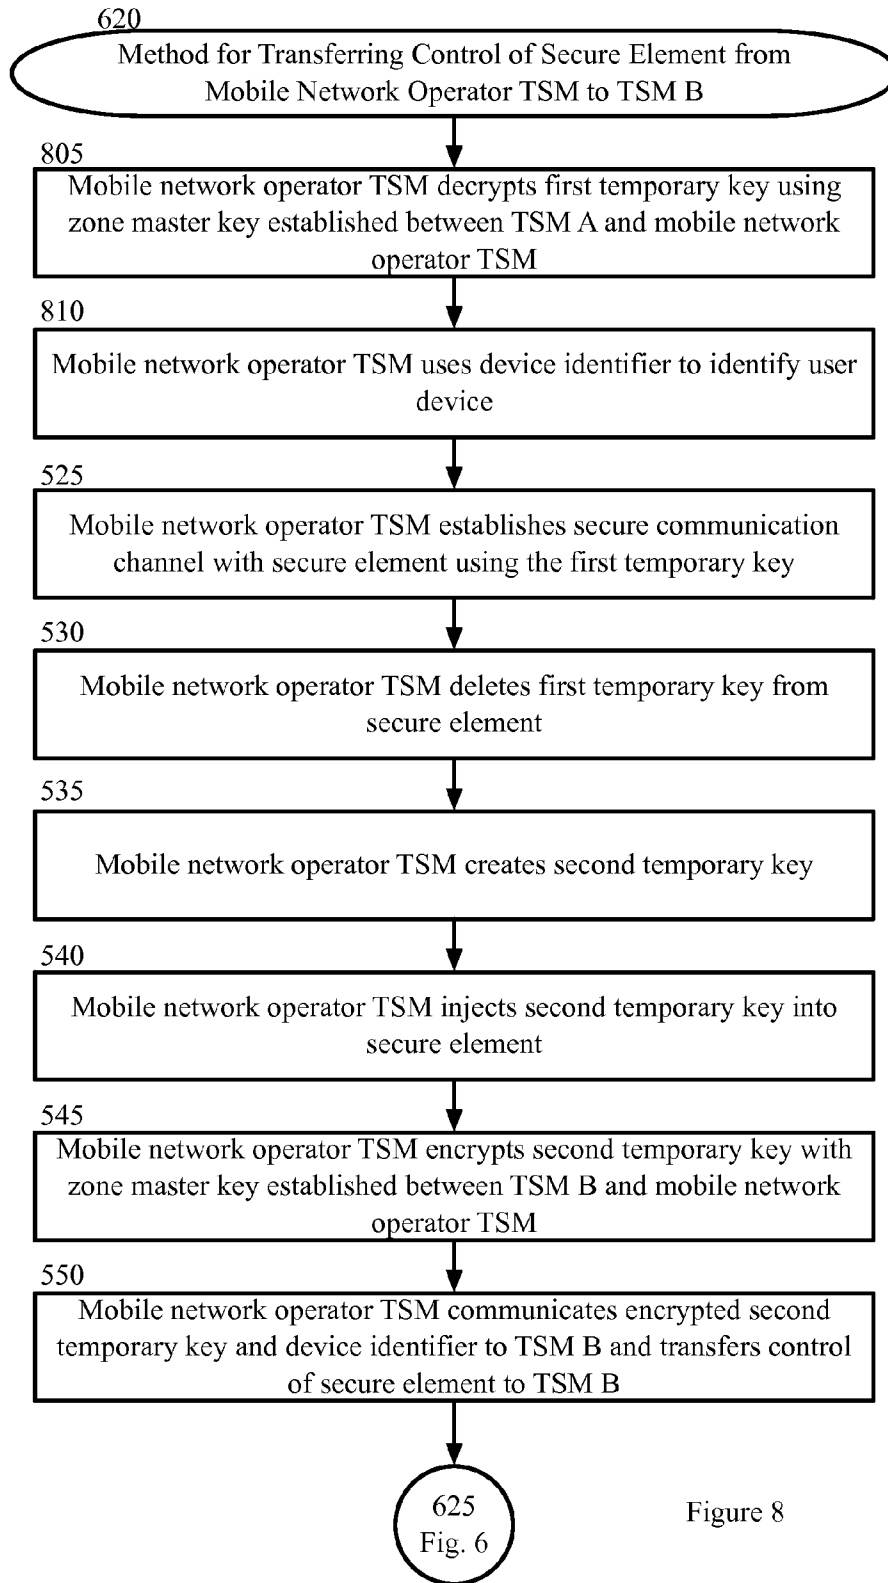 620
Method for Transferring Control of Secure Element from
Mobile Network Operator TSM to TSM B
805
Mobile network operator TSM decrypts first temporary key using
zone master key established between TSM A and mobile network
operator TSM
810
Mobile network operator TSM uses device identifier to identify user
device
525
Mobile network operator TSM establishes secure communication
channel with secure element using the first temporary key
530
Mobile network operator TSM deletes first temporary key from
secure element
535
Mobile network operator TSM creates second temporary key
540
Mobile network operator TSM injects second temporary key into
secure element
545
Mobile network operator TSM encrypts second temporary key with
zone master key established between TSM B and mobile network
operator TSM
550
Mobile network operator TSM communicates encrypted second
temporary key and device identifier to TSM B and transfers control
of secure element to TSM B
625
Fig. 6
Figure 8